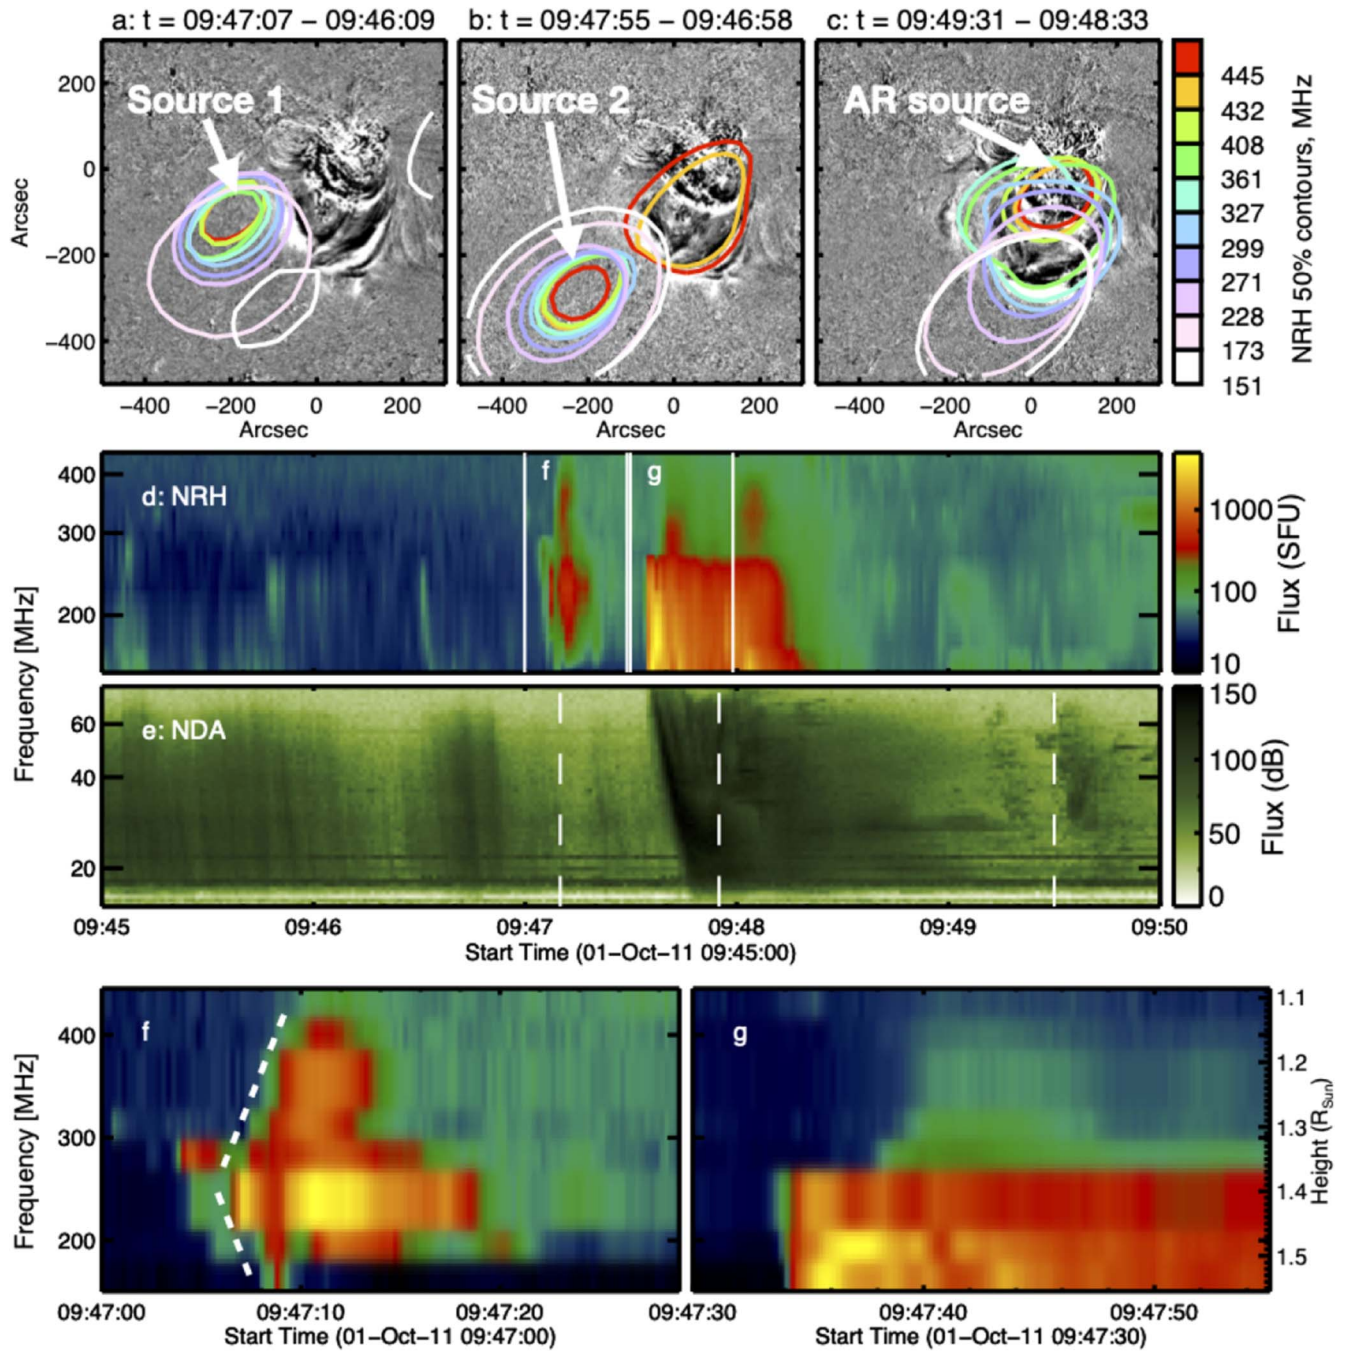 a: t = 09:47:07 − 09:46:09
b: t = 09:47:55 − 09:46:58
c: t = 09:49:31 − 09:48:33
Source 1
Source 2
AR source
200
0
−200
−400
Arcsec
−400 −200 0 200
Arcsec
−400 −200 0 200
Arcsec
−400 −200 0 200
Arcsec
445
432
408
361
327
299
271
228
173
151
NRH 50% contours, MHz
d: NRH
f
g
400
300
200
1000
100
10
Flux (SFU)
Frequency [MHz]
e: NDA
60
40
20
150
100
50
0
Flux (dB)
09:45 09:46 09:47 09:48 09:49 09:50
Start Time (01−Oct−11 09:45:00)
f
400
300
200
Frequency [MHz]
09:47:00 09:47:10 09:47:20
Start Time (01−Oct−11 09:47:00)
g
1.1
1.2
1.3
1.4
1.5
Height (RSun)
09:47:30 09:47:40 09:47:50
Start Time (01−Oct−11 09:47:30)